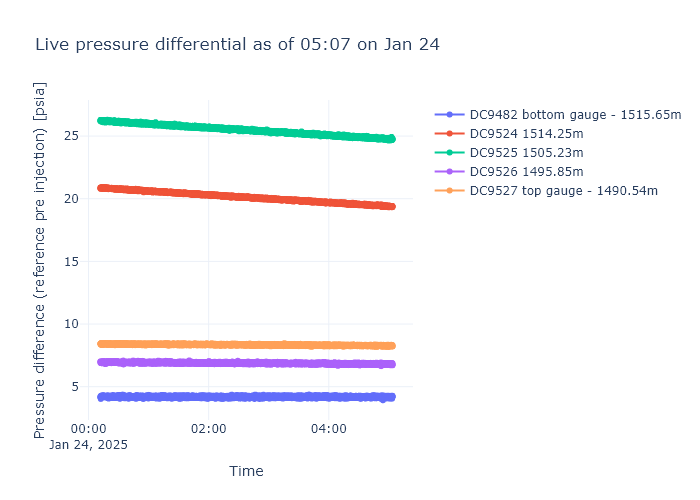 Live pressure differential as of 05:07 on Jan 24
Pressure difference (reference pre injection) [psia]
25
20
15
10
5
00:00
Jan 24, 2025
02:00
04:00
Time
DC9482 bottom gauge - 1515.65m
DC9524 1514.25m
DC9525 1505.23m
DC9526 1495.85m
DC9527 top gauge - 1490.54m